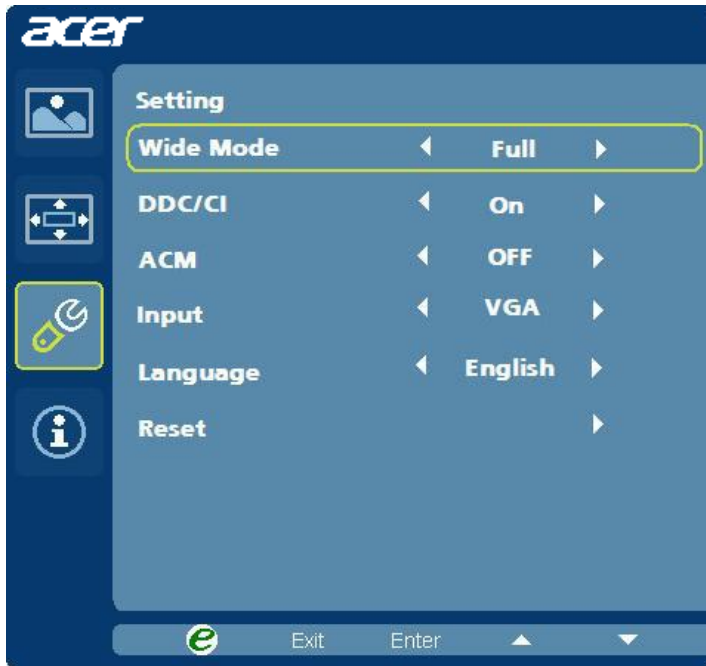 acer
Setting
Wide Mode Full
DDC/CI On
ACM OFF
Input VGA
Language English
Reset
e Exit Enter